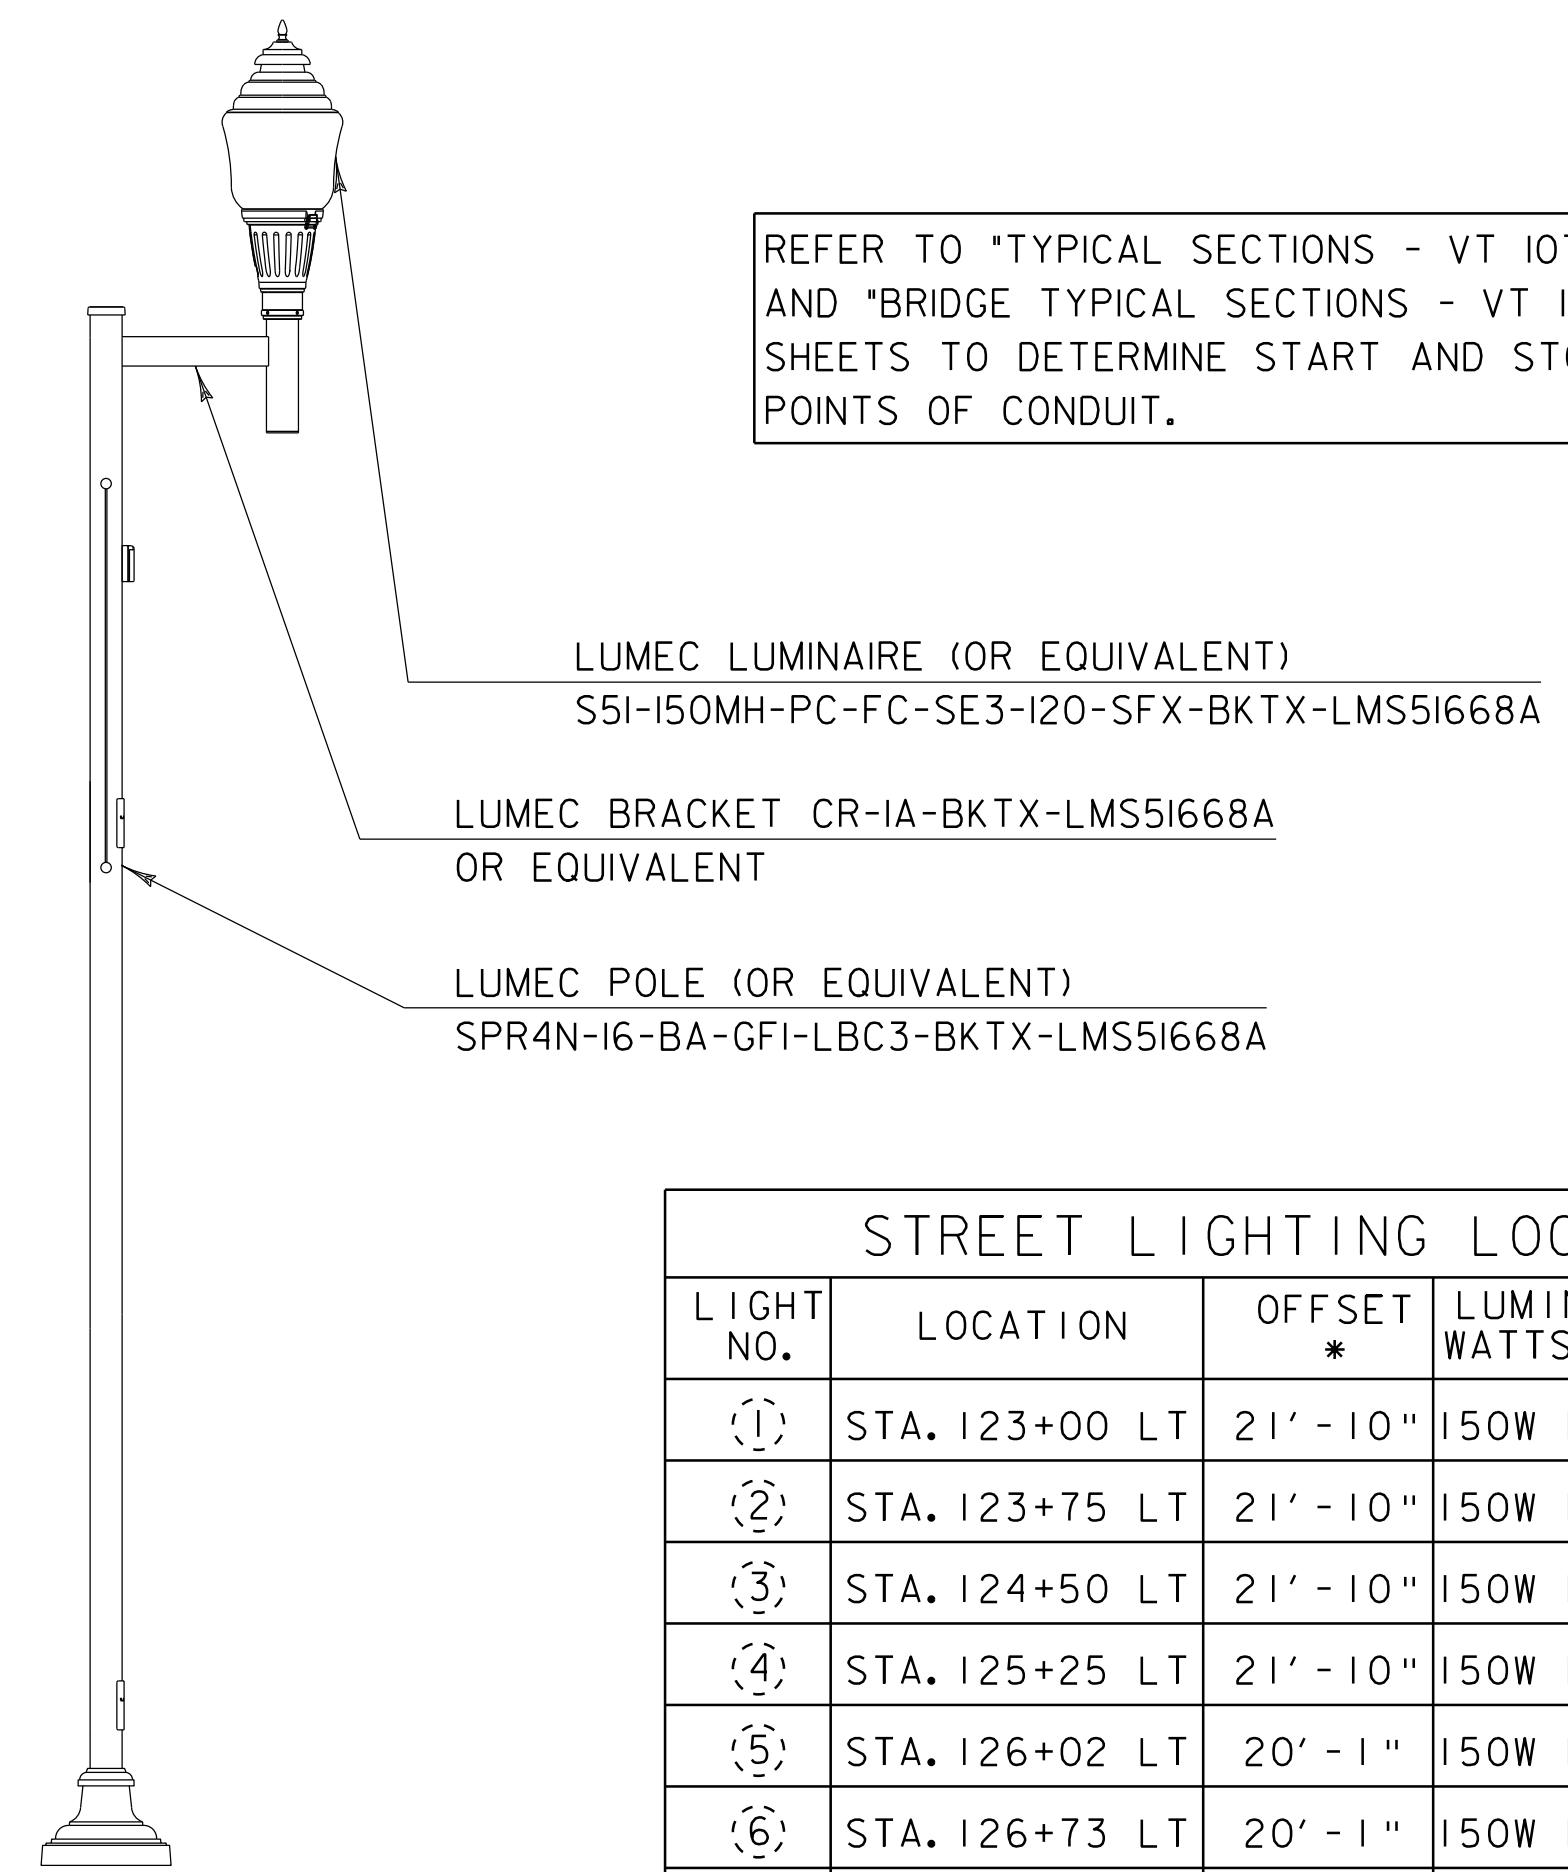 REFER TO "TYPICAL SECTIONS - VT
AND "BRIDGE TYPICAL SECTIONS - VT
SHEETS TO DETERMINE START AND
POINTS OF CONDUIT.
LUMEC LUMINAIRE (OR EQUIVALENT)
S51-150MH-PC-FC-SE3-120-SFX-BKTX-LMS51668A
LUMEC BRACKET CR-1A-BKTX-LMS51668A
OR EQUIVALENT
LUMEC POLE (OR EQUIVALENT)
SPR4N-16-BA-GF1-LBC3-BKTX-LMS51668A
STREET LIGHTING
LIGHT NO. LOCATION OFFSET * WATTS
1 STA. 123+00 LT 21'-10" 150W
2 STA. 123+75 LT 21'-10" 150W
3 STA. 124+50 LT 21'-10" 150W
4 STA. 125+25 LT 21'-10" 150W
5 STA. 126+02 LT 20'-1" 150W
6 STA. 126+73 LT 20'-1" 150W